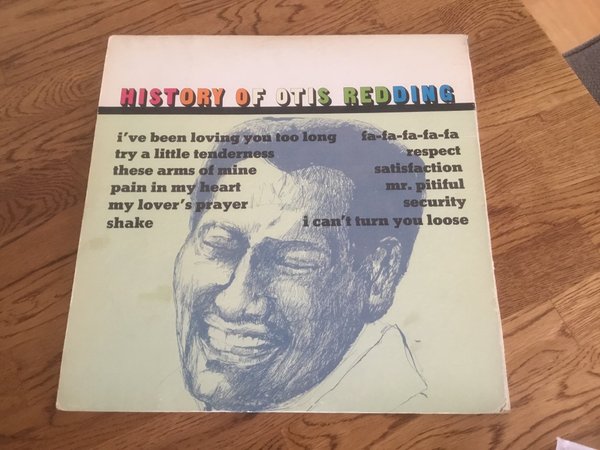 HISTORY OF OTIS REDDING
i've been loving you too long
try a little tenderness
these arms of mine
pain in my heart
my lover's prayer
shake
fa-fa-fa-fa-fa
respect
satisfaction
mr. pitiful
security
i can't turn you loose